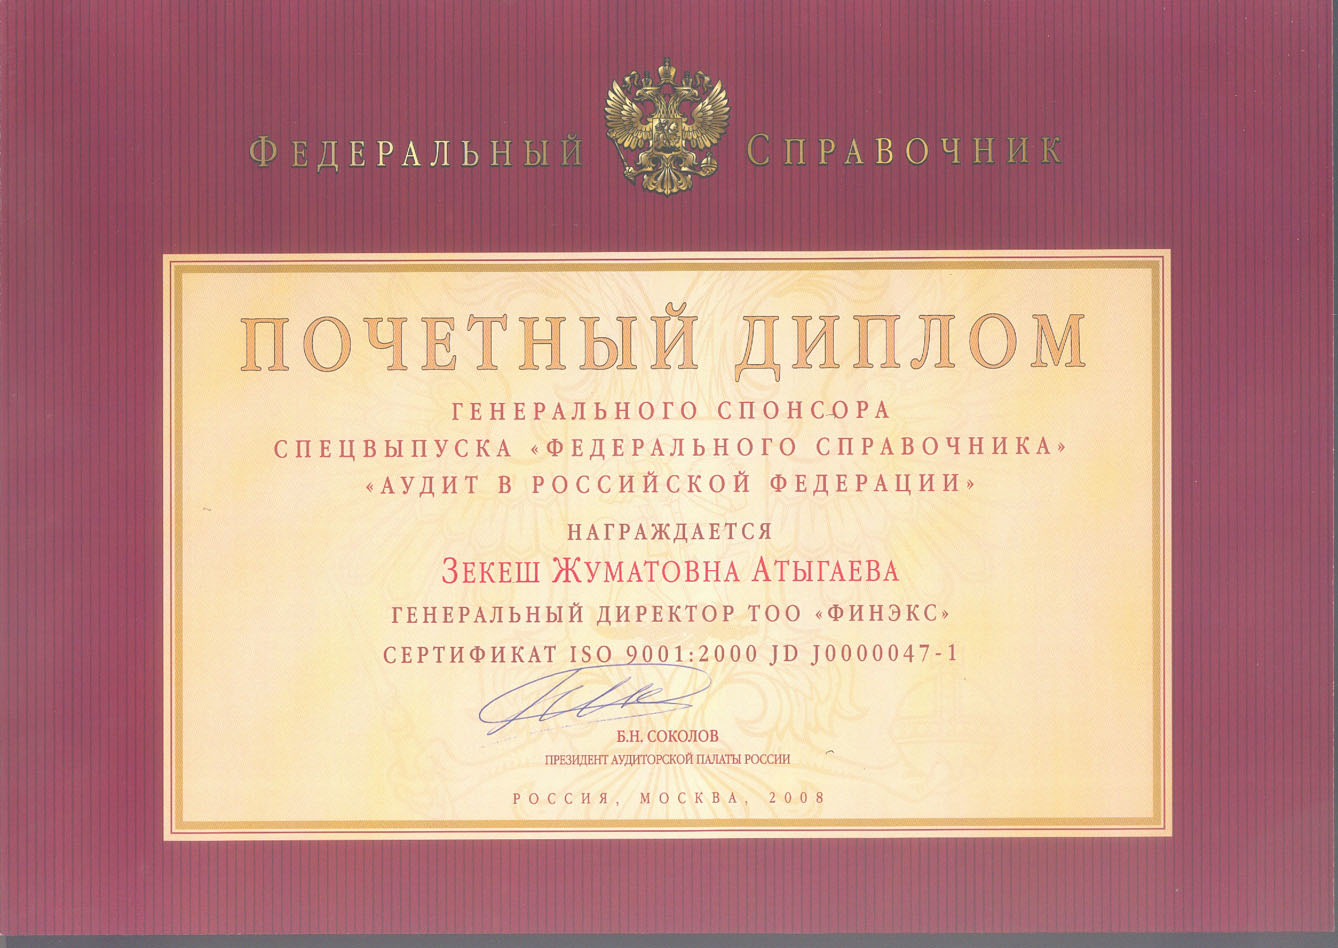 Федеральный Справочник
ПОЧЕТНЫЙ ДИПЛОМ
ГЕНЕРАЛЬНОГО СПОНСОРА
СПЕЦВЫПУСКА «ФЕДЕРАЛЬНОГО СПРАВОЧНИКА»
«АУДИТ В РОССИЙСКОЙ ФЕДЕРАЦИИ»
НАГРАЖДАЕТСЯ
ЗЕКЕШ ЖУМАТОВНА АТЫГАЕВА
ГЕНЕРАЛЬНЫЙ ДИРЕКТОР ТОО «ФИНЭКС»
СЕРТИФИКАТ ISO 9001:2000 JD J0000047-1
Б.Н. СОКОЛОВ
ПРЕЗИДЕНТ АУДИТОРСКОЙ ПАЛАТЫ РОССИИ
РОССИЯ, МОСКВА, 2008